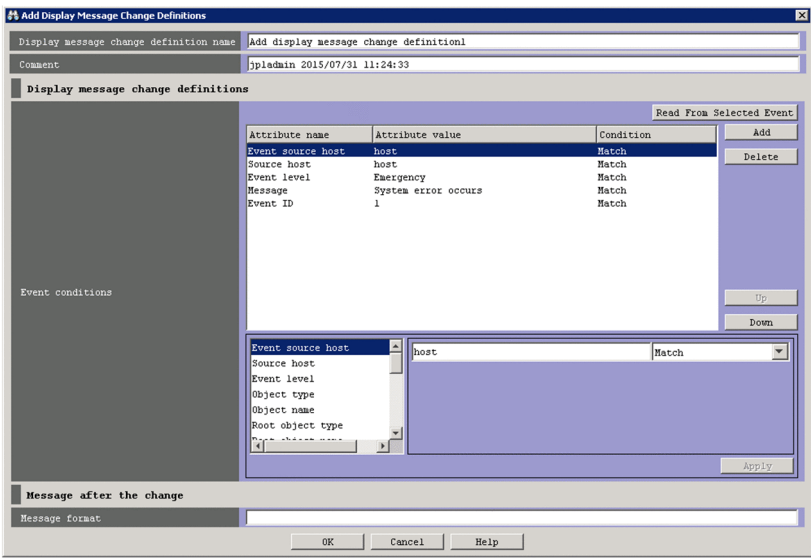 Add Display Message Change Definitions
Display message change definition name Add display message change definition1
Comment jp1admin 2015/07/31 11:24:33
Display message change definitions
Read From Selected Event
Attribute name Attribute value Condition Add
Event source host host Match
Source host host Match Delete
Event level Emergency Match
Message System error occurs Match
Event ID 1 Match
Event conditions
Up
Down
Event source host host Match
Source host
Event level
Object type
Object name
Root object type
Root object name
Apply
Message after the change
Message format
OK Cancel Help